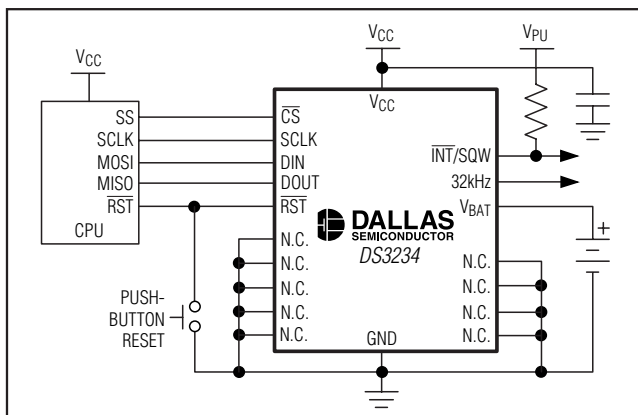 VCC
VPU
VCC
VCC
SS
SCLK
MOSI
MISO
RST
CPU
CS
SCLK
DIN
DOUT
RST
N.C.
N.C.
N.C.
N.C.
N.C.
INT/SQW
32kHz
VBAT
+
DALLAS
SEMICONDUCTOR
DS3234
N.C.
N.C.
N.C.
N.C.
PUSH-
BUTTON
RESET
GND